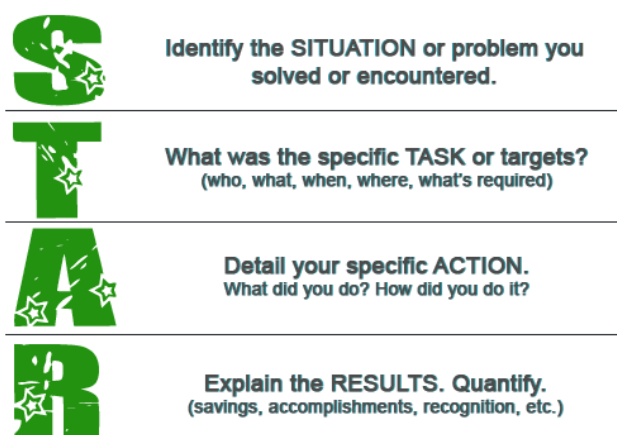 S
Identify the SITUATION or problem you
solved or encountered.
T
What was the specific TASK or targets?
(who, what, when, where, what's required)
A
Detail your specific ACTION.
What did you do? How did you do it?
R
Explain the RESULTS. Quantify.
(savings, accomplishments, recognition, etc.)